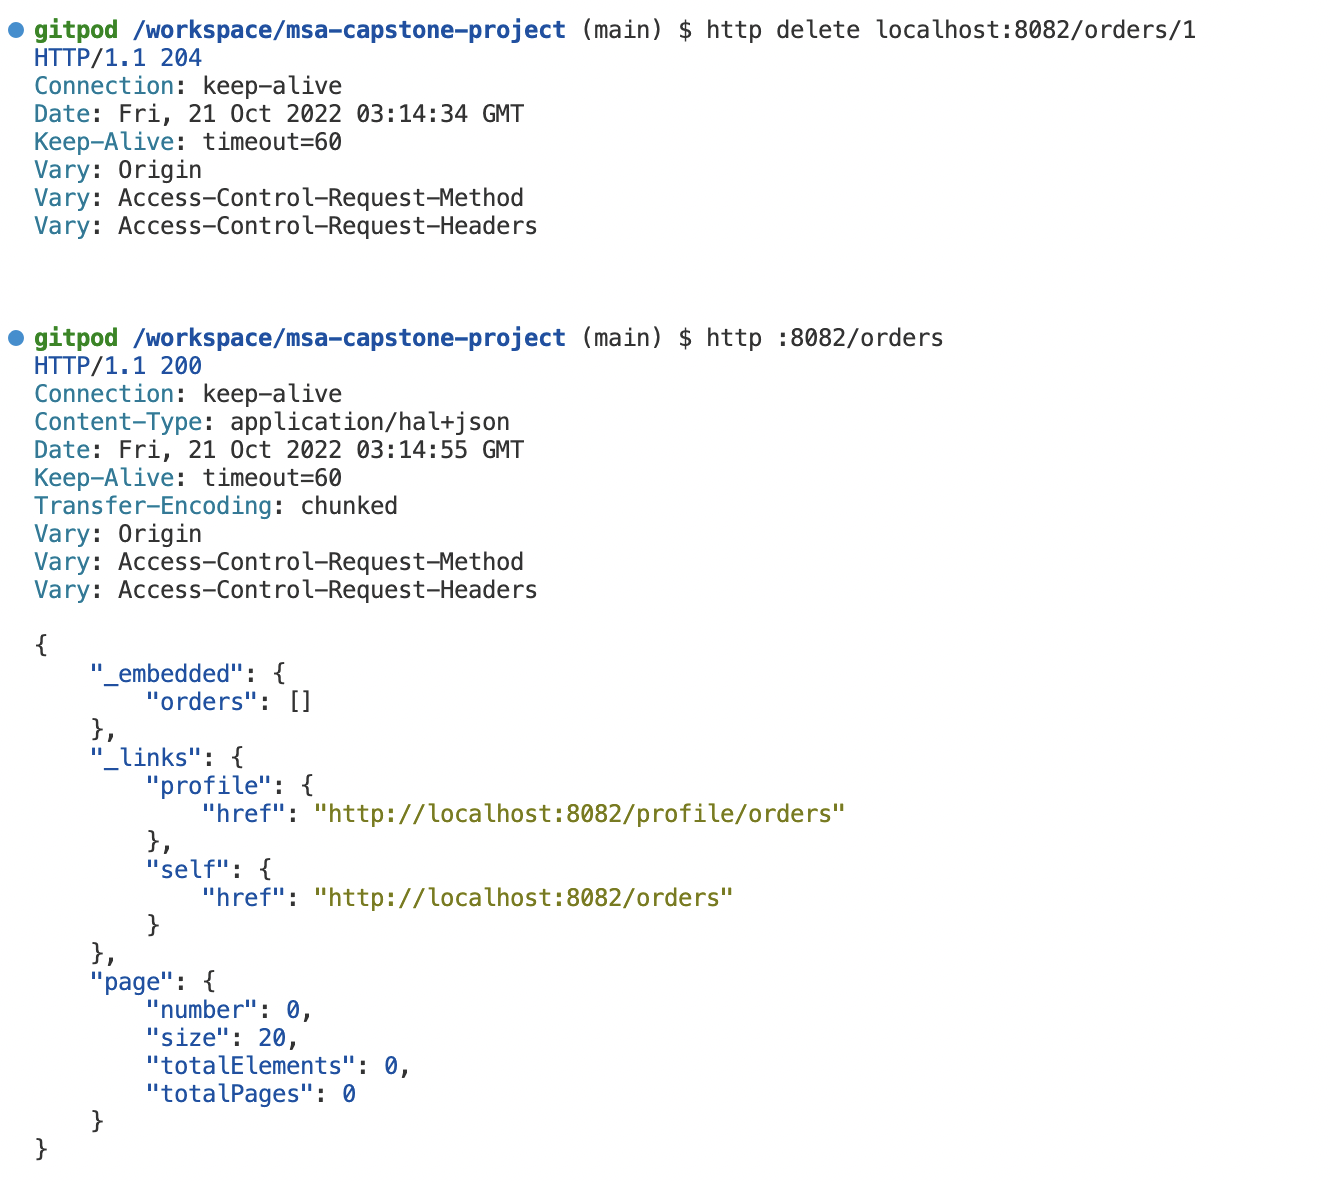 gitpod /workspace/msa-capstone-project (main) $ http delete localhost:8082/orders/1
HTTP/1.1 204
Connection: keep-alive
Date: Fri, 21 Oct 2022 03:14:34 GMT
Keep-Alive: timeout=60
Vary: Origin
Vary: Access-Control-Request-Method
Vary: Access-Control-Request-Headers
gitpod /workspace/msa-capstone-project (main) $ http :8082/orders
HTTP/1.1 200
Connection: keep-alive
Content-Type: application/hal+json
Date: Fri, 21 Oct 2022 03:14:55 GMT
Keep-Alive: timeout=60
Transfer-Encoding: chunked
Vary: Origin
Vary: Access-Control-Request-Method
Vary: Access-Control-Request-Headers
{
    "_embedded": {
        "orders": []
    },
    "_links": {
        "profile": {
            "href": "http://localhost:8082/profile/orders"
        },
        "self": {
            "href": "http://localhost:8082/orders"
        }
    },
    "page": {
        "number": 0,
        "size": 20,
        "totalElements": 0,
        "totalPages": 0
    }
}